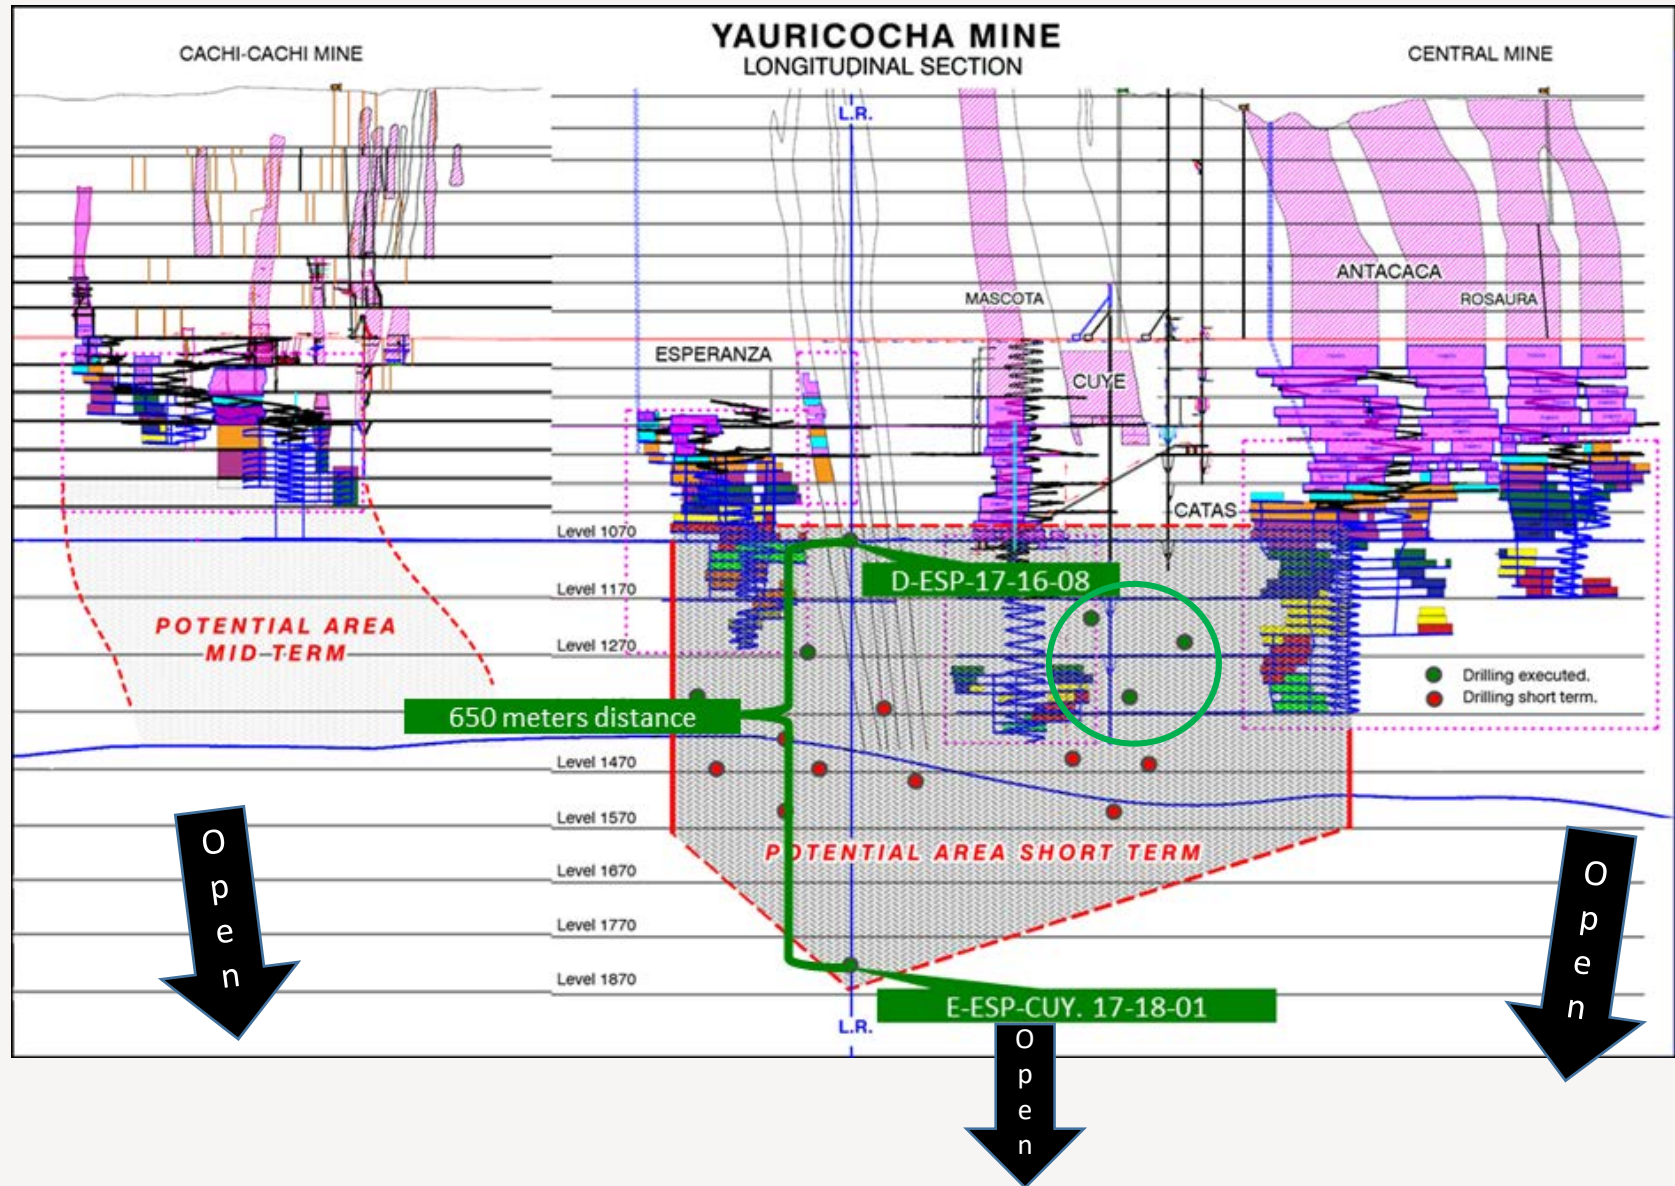 YAURICOCHA MINE
LONGITUDINAL SECTION
CACHI-CACHI MINE
CENTRAL MINE
L.R.
ANTACACA
MASCOTA
ROSAURA
ESPERANZA
CUYE
CATAS
Level 1070
D-ESP-17-16-08
Level 1170
POTENTIAL AREA
MID TERM
Level 1270
Drilling executed.
Drilling short term.
650 meters distance
Level 1470
Level 1570
POTENTIAL AREA SHORT TERM
Level 1670
Level 1770
Level 1870
E-ESP-CUY. 17-18-01
L.R.
Open
Open
Open